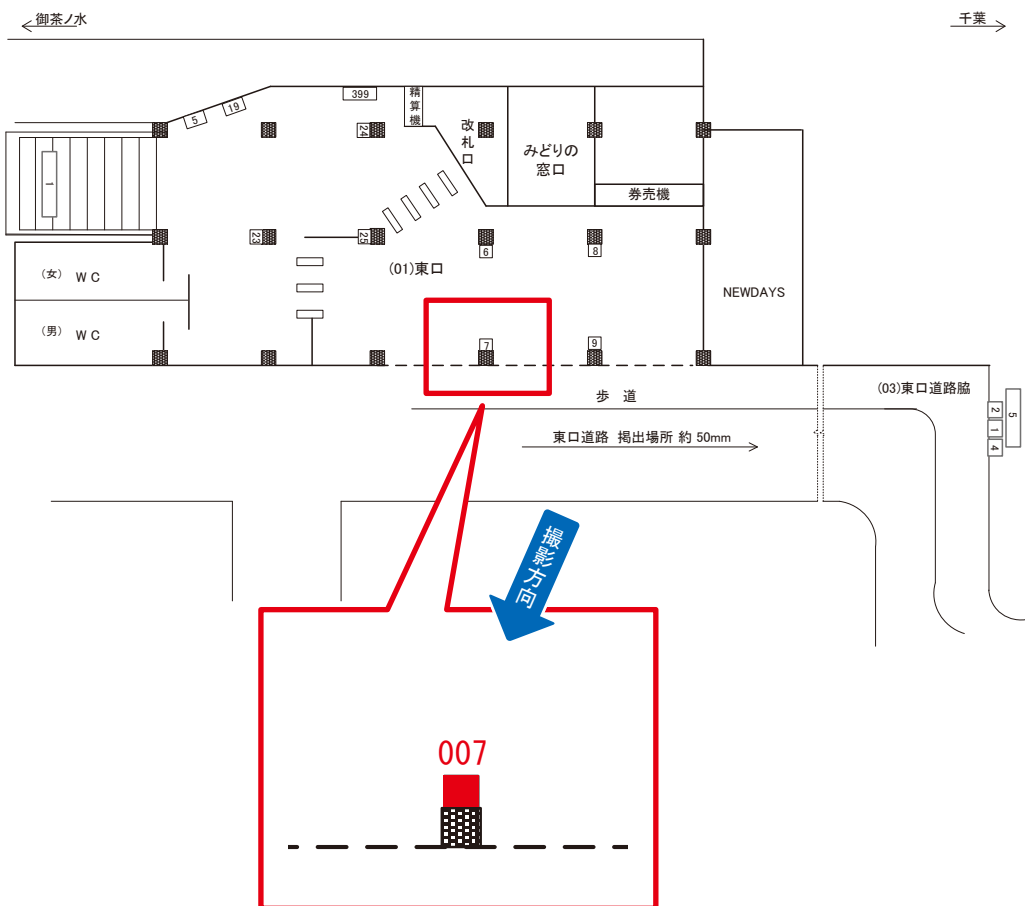 御茶ノ水
千葉
5
19
399
24
精算機
改札口
みどりの
窓口
券売機
1
23
25
6
8
(01)東口
NEWDAYS
(女) WC
(男) WC
7
9
歩道
(03)東口道路脇
5
2
1
4
東口道路 掲出場所 約 50mm
撮影方向
007